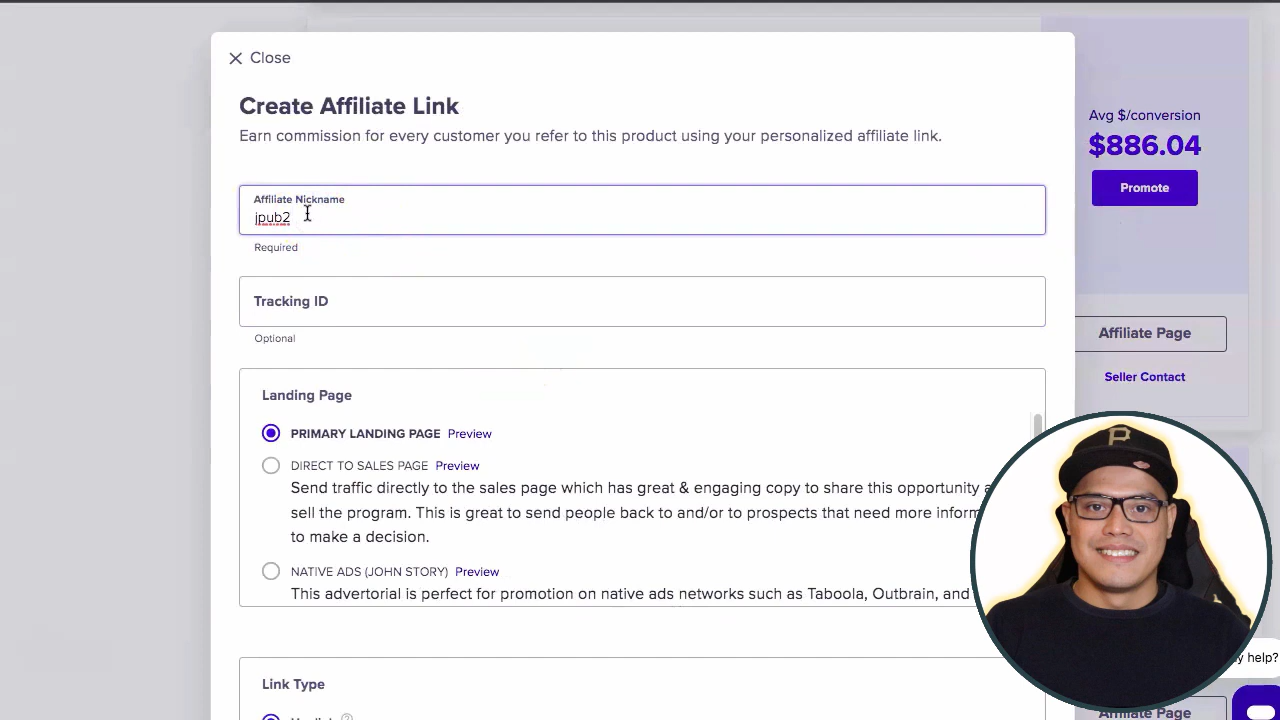 Close
Create Affiliate Link
Earn commission for every customer you refer to this product using your personalized affiliate link.
Affiliate Nickname
jpub2
Required
Tracking ID
Optional
Landing Page
PRIMARY LANDING PAGE Preview
DIRECT TO SALES PAGE Preview
Send traffic directly to the sales page which has great & engaging copy to share this opportunity
sell the program. This is great to send people back to and/or to prospects that need more
to make a decision.
NATIVE ADS (JOHN STORY) Preview
This advertorial is perfect for promotion on native ads networks such as Taboola, Outbrain, and
Link Type
Avg $/conversion
$886.04
Promote
Affiliate Page
Seller Contact
P
help?
Affiliate Page